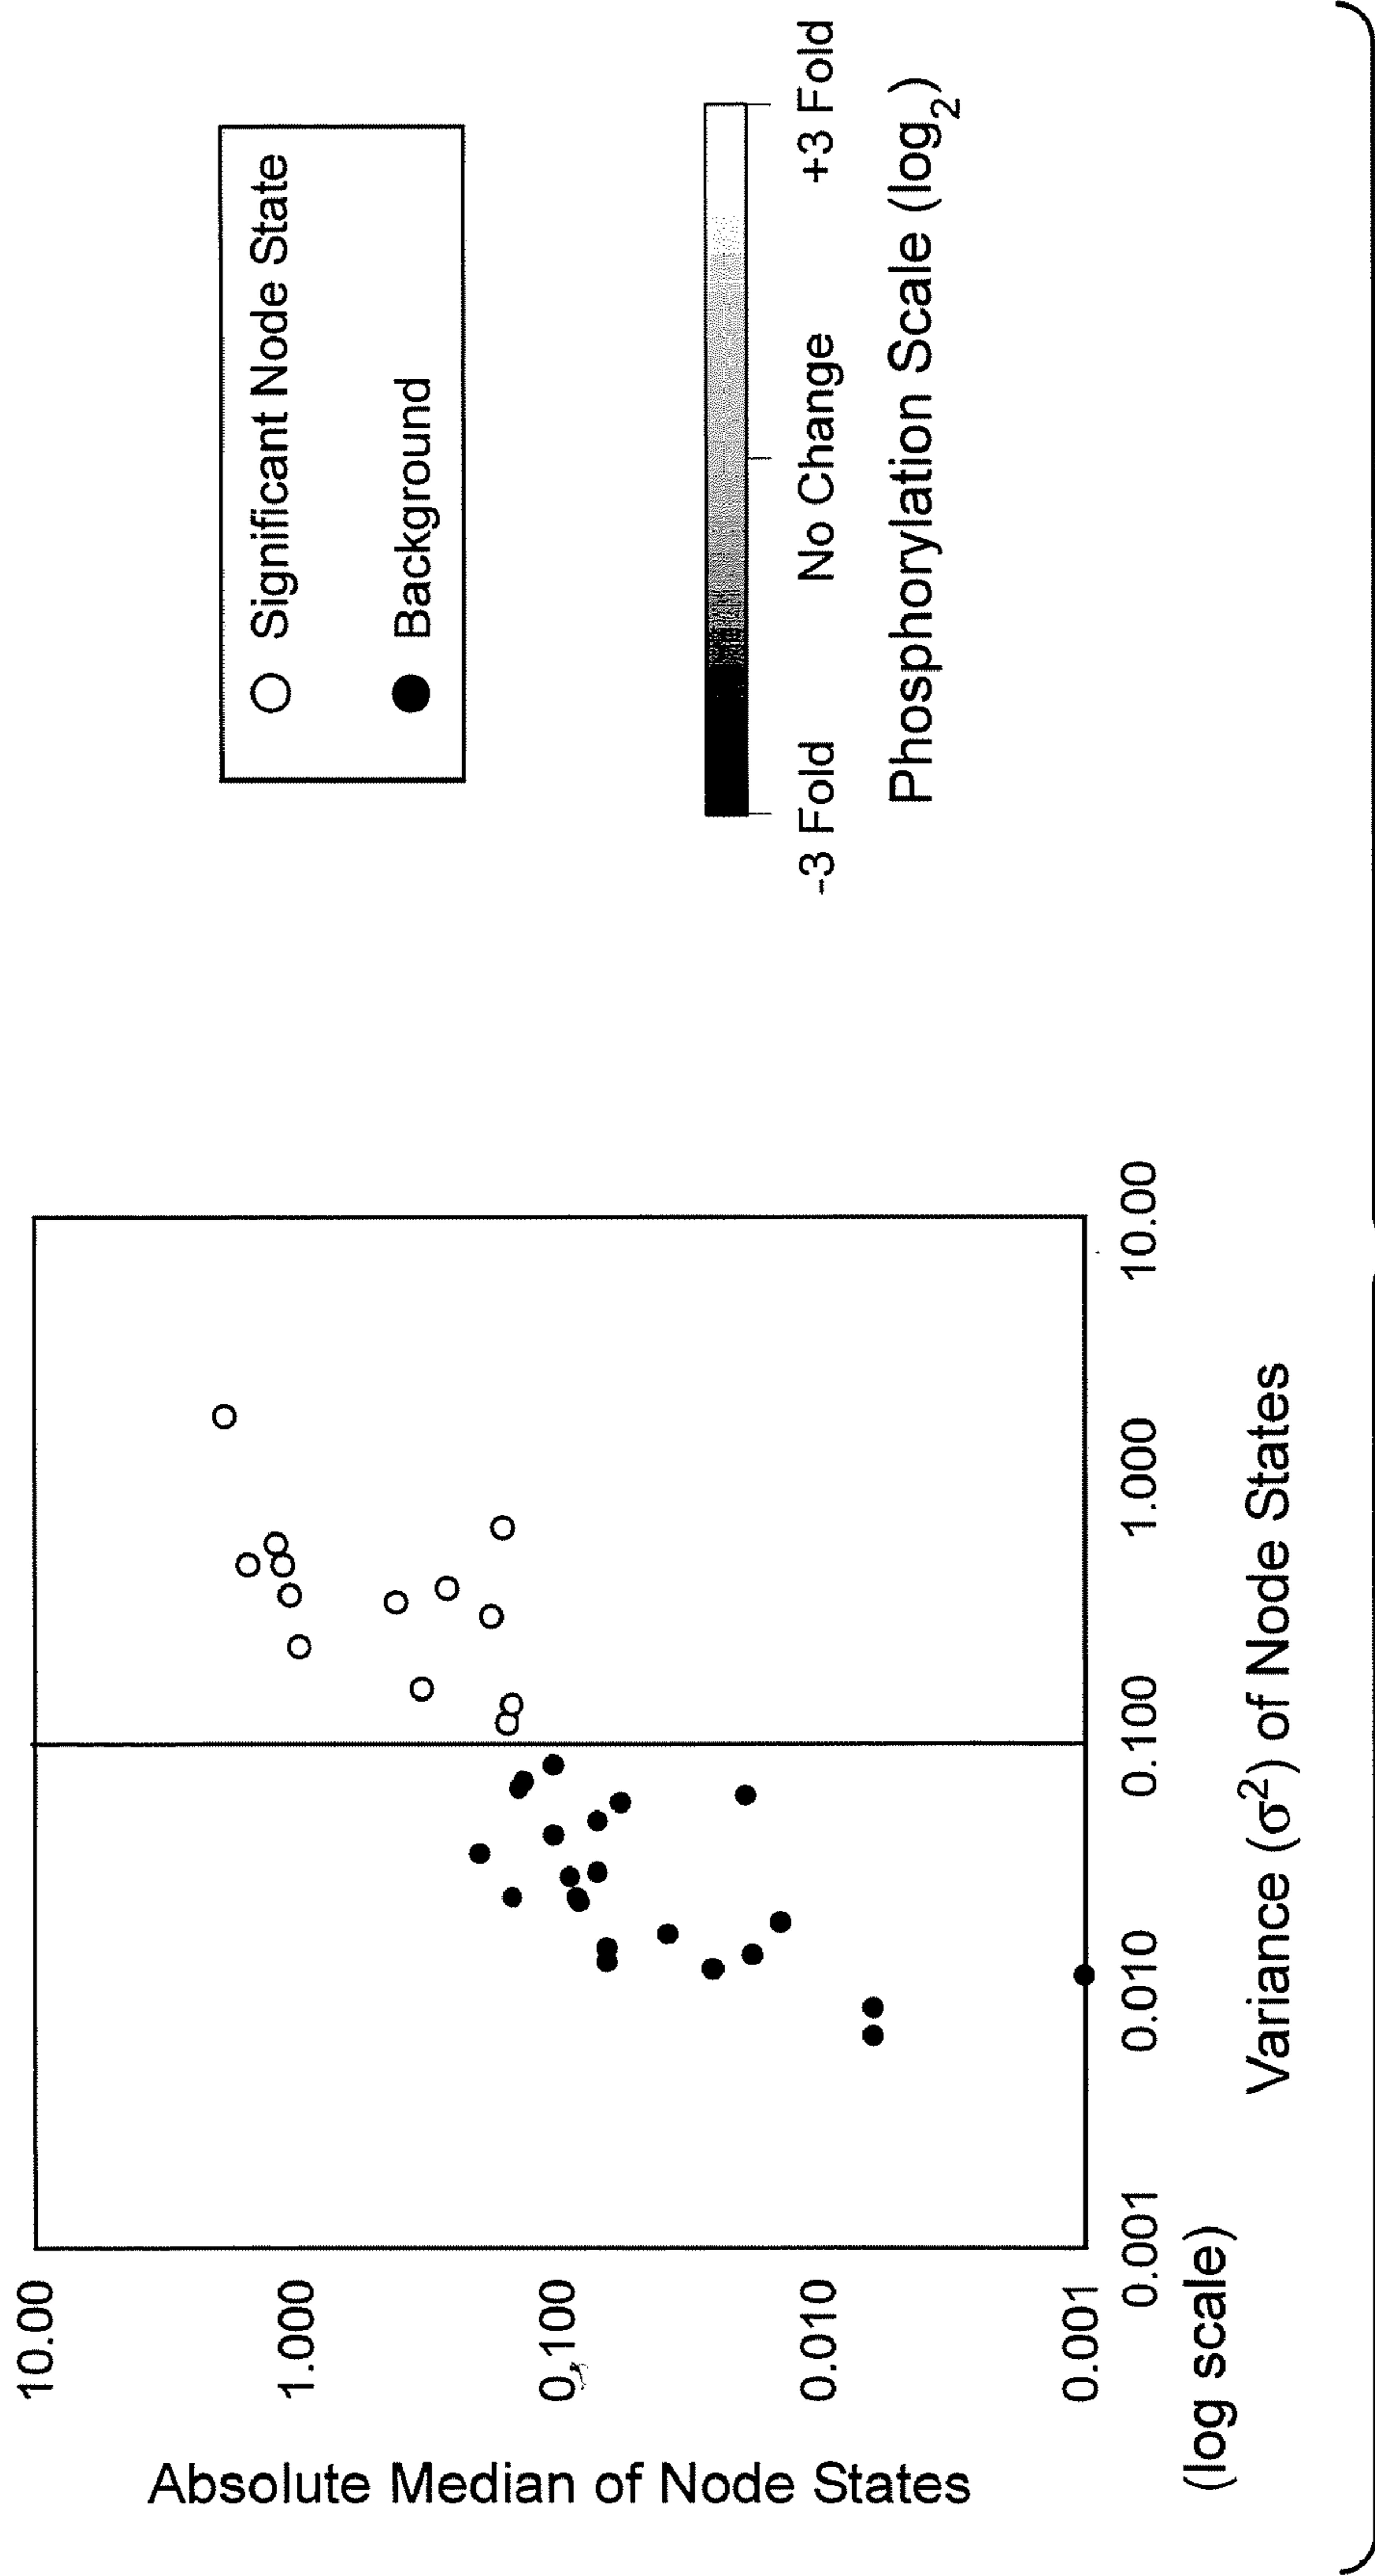 Absolute Median of Node States
10.00
1.000
0.100
0.010
0.001
0.001
0.010
0.100
1.000
10.00
(log scale)
Variance (σ²) of Node States
Significant Node State
Background
-3 Fold
No Change
+3 Fold
Phosphorylation Scale (log₂)